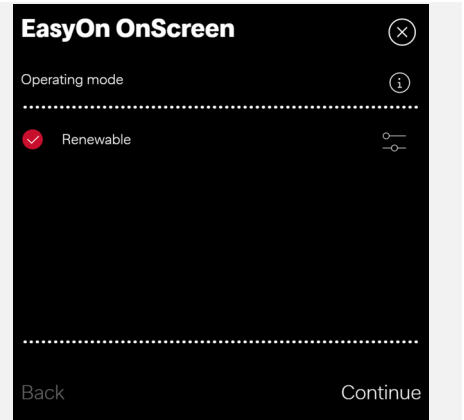 EasyOn OnScreen
Operating mode
Renewable
Back
Continue